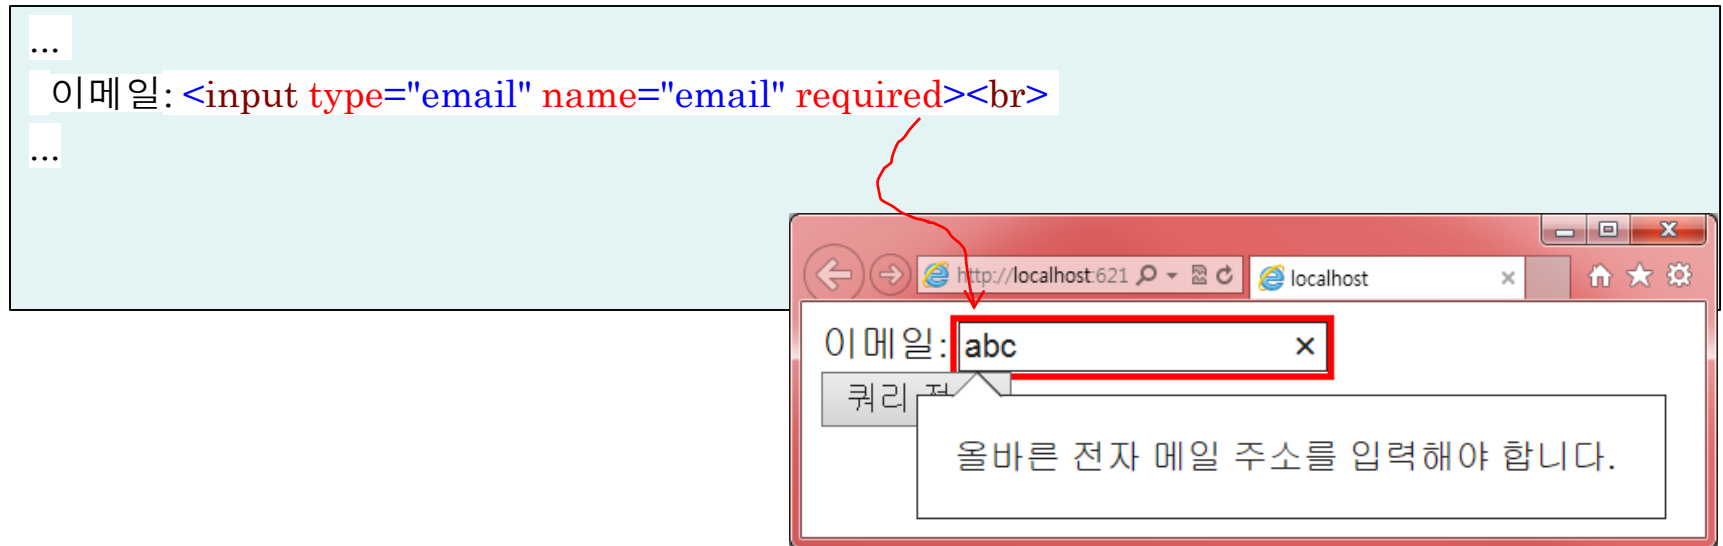 ...
이메일: <input type="email" name="email" required><br>
...
http://localhost:621
localhost
이메일: abc
쿼리
올바른 전자 메일 주소를 입력해야 합니다.